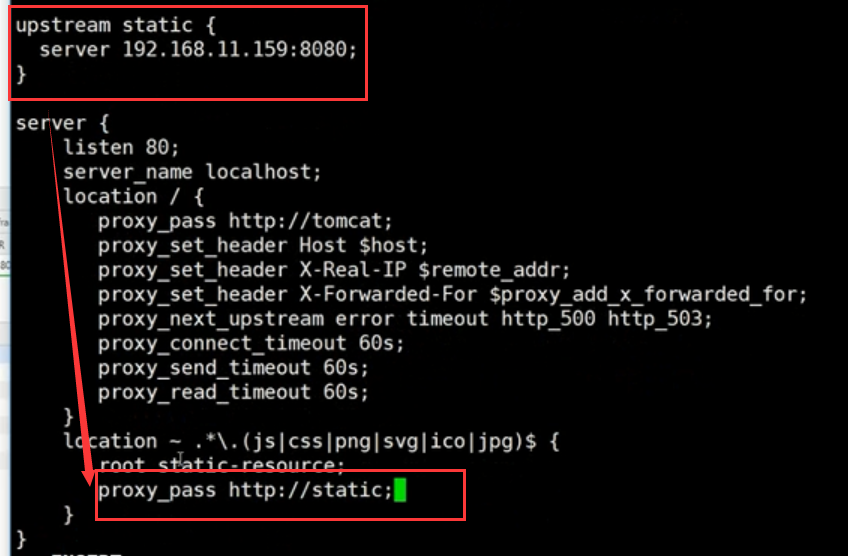 upstream static {
  server 192.168.11.159:8080;
}
server {
    listen 80;
    server_name localhost;
    location / {
       proxy_pass http://tomcat;
       proxy_set_header Host $host;
       proxy_set_header X-Real-IP $remote_addr;
       proxy_set_header X-Forwarded-For $proxy_add_x_forwarded_for;
       proxy_next_upstream error timeout http_500 http_503;
       proxy_connect_timeout 60s;
       proxy_send_timeout 60s;
       proxy_read_timeout 60s;
    }
    location ~ .*\.(js|css|png|svg|ico|jpg)$ {
       root static-resource;
       proxy_pass http://static;
    }
}